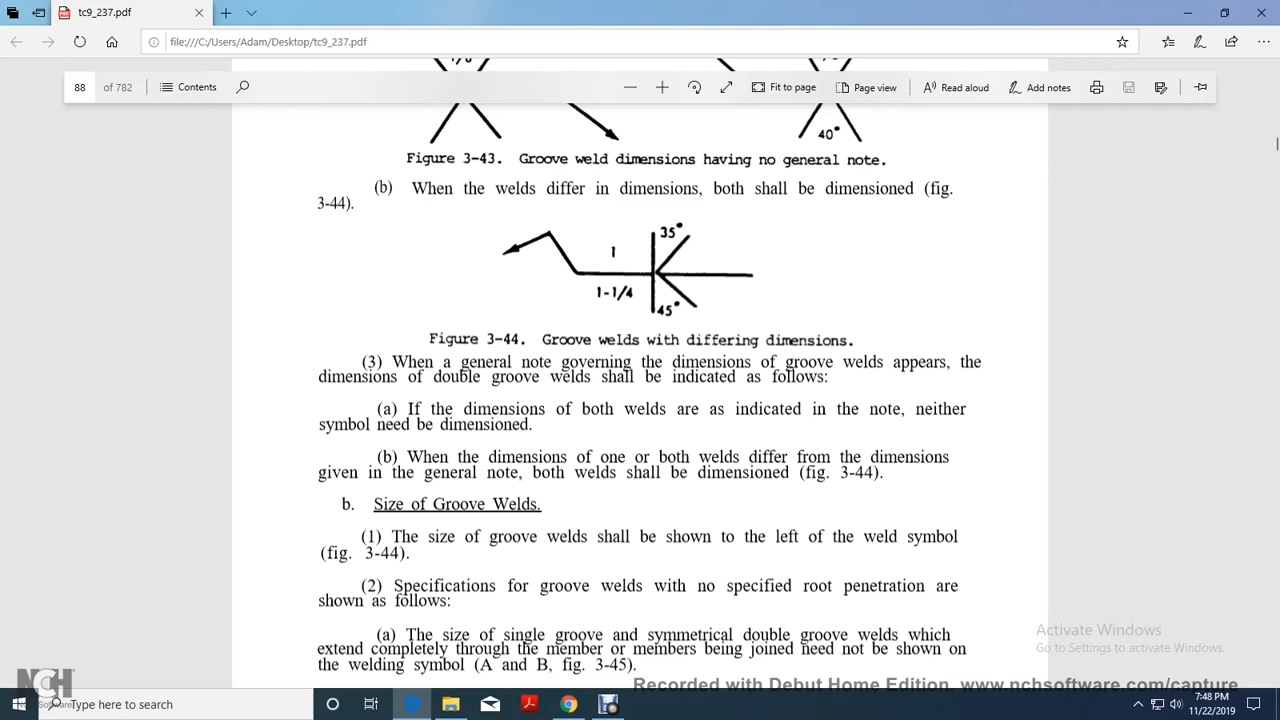 tc9_237.pdf
file:///C:/Users/Adam/Desktop/tc9_237.pdf
88 of 782 Contents Fit to page Page view Read aloud Add notes
40°
Figure 3-43. Groove weld dimensions having no general note.
(b) When the welds differ in dimensions, both shall be dimensioned (fig.
3-44).
35°
1
1-1/4
45°
Figure 3-44. Groove welds with differing dimensions.
(3) When a general note governing the dimensions of groove welds appears, the
dimensions of double groove welds shall be indicated as follows:
(a) If the dimensions of both welds are as indicated in the note, neither
symbol need be dimensioned.
(b) When the dimensions of one or both welds differ from the dimensions
given in the general note, both welds shall be dimensioned (fig. 3-44).
b. Size of Groove Welds.
(1) The size of groove welds shall be shown to the left of the weld symbol
(fig. 3-44).
(2) Specifications for groove welds with no specified root penetration are
shown as follows:
(a) The size of single groove and symmetrical double groove welds which
extend completely through the member or members being joined need not be shown on
the welding symbol (A and B, fig. 3-45).
Activate Windows
Go to Settings to activate Windows.
NCH
Software
Recorded with Debut Home Edition. www.nchsoftware.com/capture
Type here to search
7:48 PM
11/22/2019